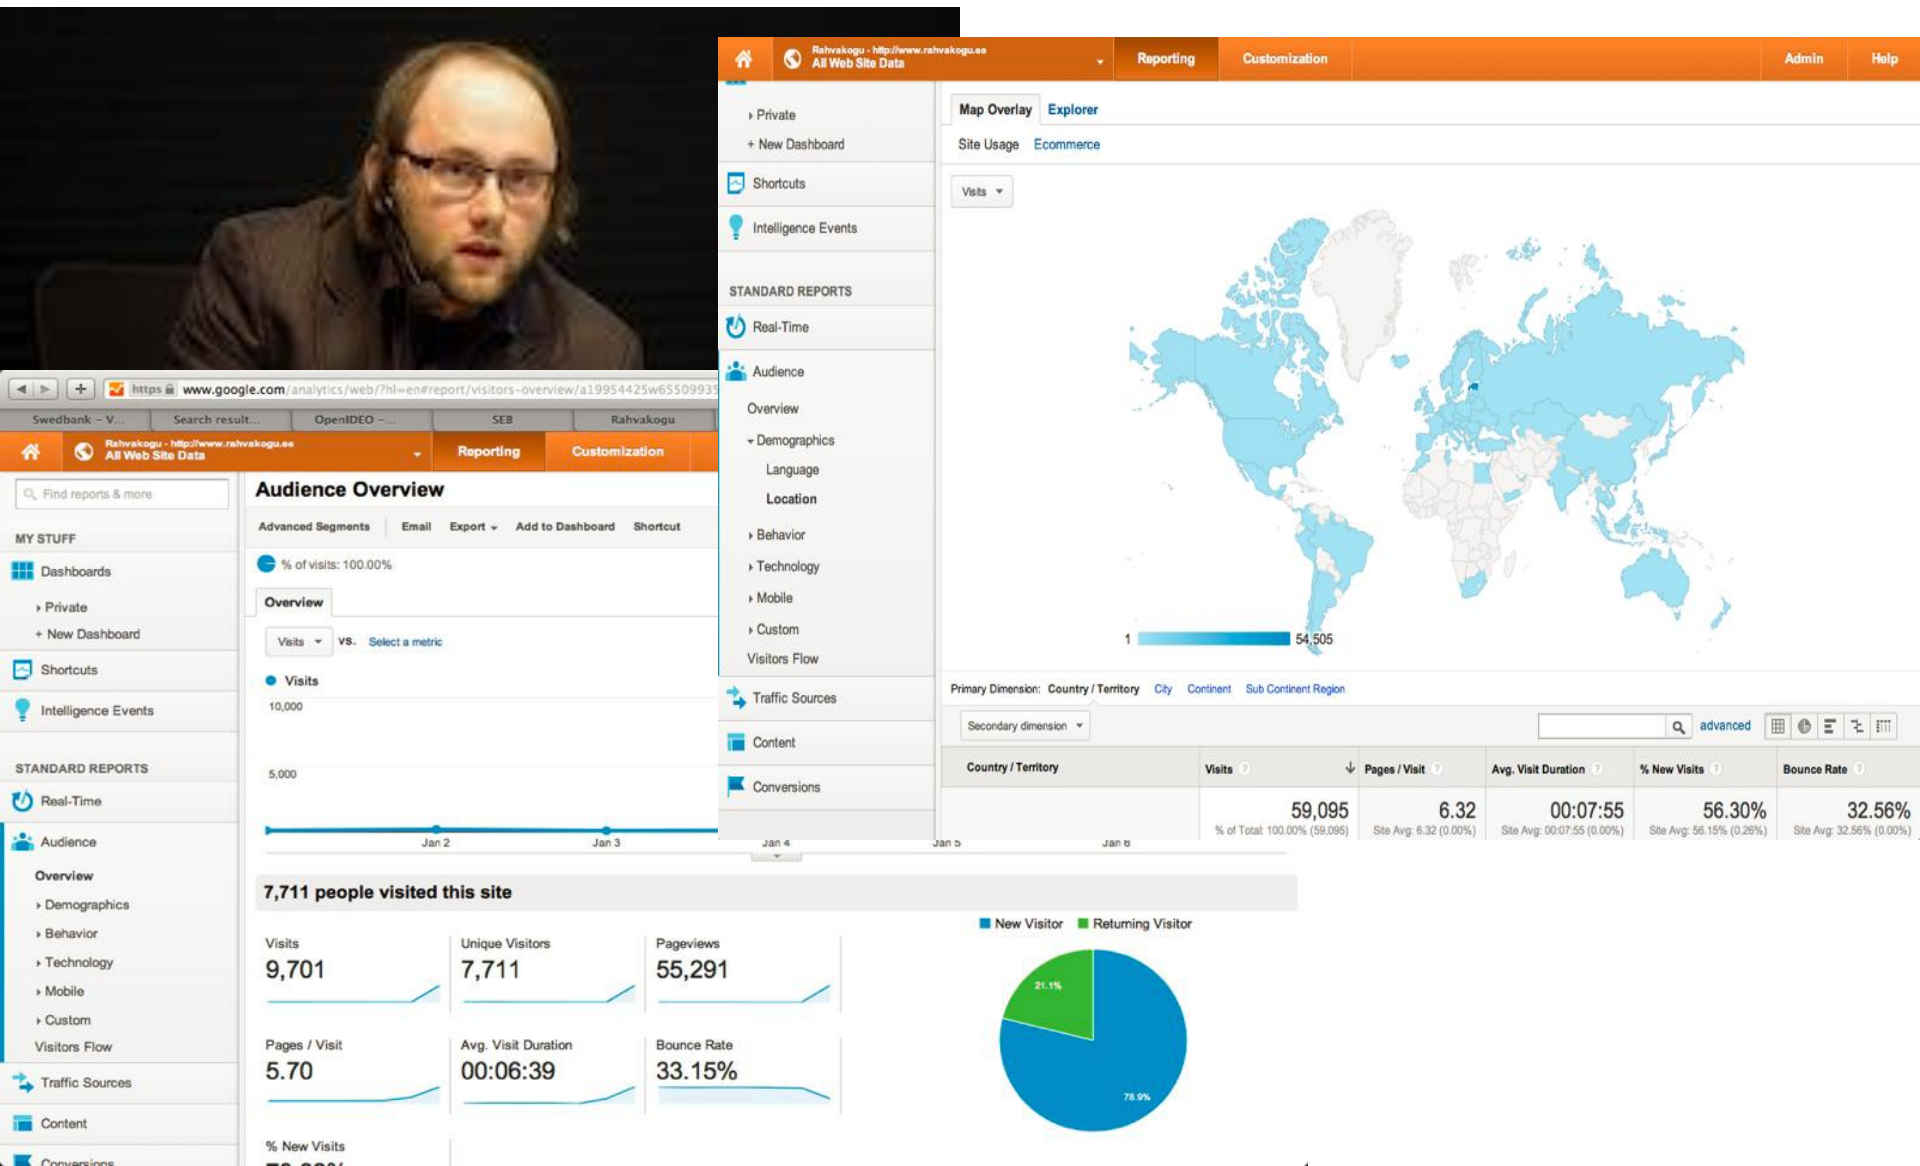 https www.google.com/analytics/web/?hl=en#report/visitors-overview/a19954425w6550993
Swedbank – V...
Search result...
OpenIDEO –...
SEB
Rahvakogu
Rahvakogu - http://www.rahvakogu.ee
All Web Site Data
Reporting
Customization
Find reports & more
MY STUFF
Dashboards
Private
+ New Dashboard
Shortcuts
Intelligence Events
STANDARD REPORTS
Real-Time
Audience
Overview
Demographics
Behavior
Technology
Mobile
Custom
Visitors Flow
Traffic Sources
Content
Conversions
Audience Overview
Advanced Segments
Email
Export
Add to Dashboard
Shortcut
% of visits: 100.00%
Overview
Visits
VS.
Select a metric
Visits
10,000
5,000
Jan 2
Jan 3
Jan 4
Jan 5
Jan 6
7,711 people visited this site
Visits
9,701
Unique Visitors
7,711
Pageviews
55,291
Pages / Visit
5.70
Avg. Visit Duration
00:06:39
Bounce Rate
33.15%
% New Visits
New Visitor
Returning Visitor
21.1%
78.9%
Rahvakogu - http://www.rahvakogu.ee
All Web Site Data
Reporting
Customization
Admin
Help
Private
+ New Dashboard
Shortcuts
Intelligence Events
STANDARD REPORTS
Real-Time
Audience
Overview
Demographics
Language
Location
Behavior
Technology
Mobile
Custom
Visitors Flow
Traffic Sources
Content
Conversions
Map Overlay
Explorer
Site Usage
Ecommerce
Visits
1
54,505
Primary Dimension: Country / Territory City Continent Sub Continent Region
Secondary dimension
advanced
Country / Territory
Visits
Pages / Visit
Avg. Visit Duration
% New Visits
Bounce Rate
59,095
% of Total: 100.00% (59,095)
6.32
Site Avg: 6.32 (0.00%)
00:07:55
Site Avg: 00:07:55 (0.00%)
56.30%
Site Avg: 56.15% (0.26%)
32.56%
Site Avg: 32.56% (0.00%)